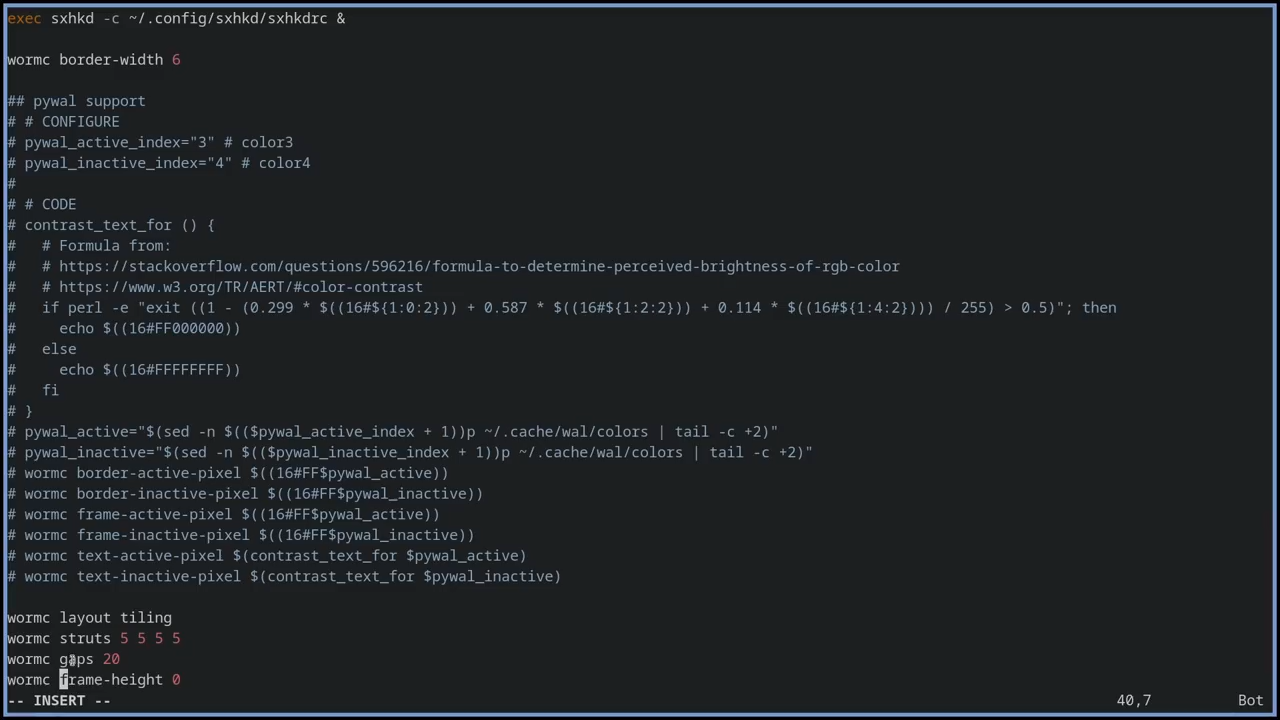 exec sxhkd -c ~/.config/sxhkd/sxhkdrc &
wormc border-width 6
## pywal support
# # CONFIGURE
# pywal_active_index="3" # color3
# pywal_inactive_index="4" # color4
#
# # CODE
# contrast_text_for () {
#   # Formula from:
#   # https://stackoverflow.com/questions/596216/formula-to-determine-perceived-brightness-of-rgb-color
#   # https://www.w3.org/TR/AERT/#color-contrast
#   if perl -e "exit ((1 - (0.299 * $((16#${1:0:2})) + 0.587 * $((16#${1:2:2})) + 0.114 * $((16#${1:4:2}))) / 255) > 0.5)"; then
#     echo $((16#FF000000))
#   else
#     echo $((16#FFFFFFFF))
#   fi
# }
# pywal_active="$(sed -n $(($pywal_active_index + 1))p ~/.cache/wal/colors | tail -c +2)"
# pywal_inactive="$(sed -n $(($pywal_inactive_index + 1))p ~/.cache/wal/colors | tail -c +2)"
# wormc border-active-pixel $((16#FF$pywal_active))
# wormc border-inactive-pixel $((16#FF$pywal_inactive))
# wormc frame-active-pixel $((16#FF$pywal_active))
# wormc frame-inactive-pixel $((16#FF$pywal_inactive))
# wormc text-active-pixel $(contrast_text_for $pywal_active)
# wormc text-inactive-pixel $(contrast_text_for $pywal_inactive)
wormc layout tiling
wormc struts 5 5 5 5
wormc gaps 20
wormc frame-height 0
-- INSERT -- 40,7 Bot